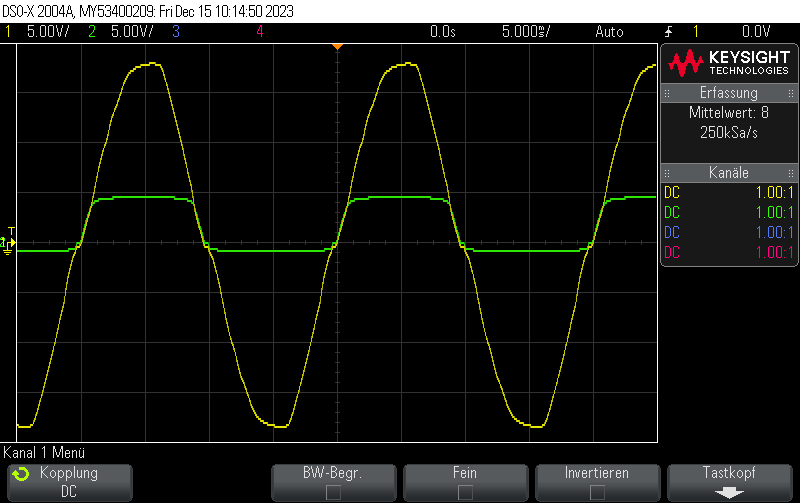 DSO-X 2004A, MY53400209: Fri Dec 15 10:14:50 2023
1 5.00V/ 2 5.00V/ 3 4 0.0s 5.000ms/ Auto 1 0.0V
KEYSIGHT
TECHNOLOGIES
Erfassung
Mittelwert: 8
250kSa/s
Kanäle
DC 1.00:1
DC 1.00:1
DC 1.00:1
DC 1.00:1
T
Kanal 1 Menü
Kopplung
DC
BW-Begr.
Fein
Invertieren
Tastkopf